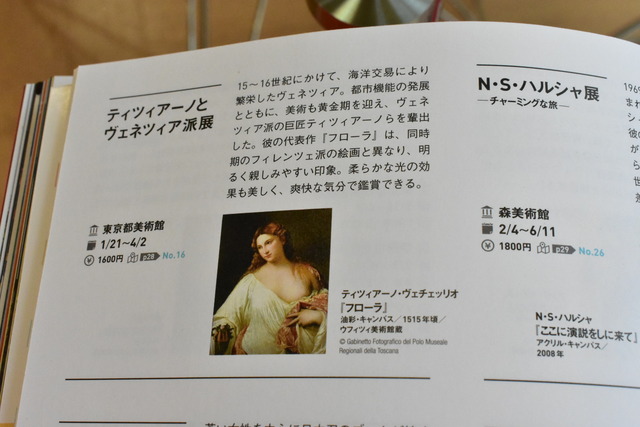 ティツィアーノと
ヴェネツィア派展
15～16世紀にかけて、海洋交易により
繁栄したヴェネツィア。都市機能の発展
とともに、美術も黄金期を迎え、ヴェネ
ツィア派の巨匠ティツィアーノらを輩出
した。彼の代表作『フローラ』は、同時
期のフィレンツェ派の絵画と異なり、明
るく親しみやすい印象。柔らかな光の効
果も美しく、爽快な気分で鑑賞できる。
東京都美術館
1/21～4/2
¥ 1600円 p28 No.16
ティツィアーノ・ヴェチェッリオ
『フローラ』
油彩・キャンバス／1515年頃／
ウフィツィ美術館蔵
© Gabinetto Fotografico del Polo Museale
Regionali della Toscana
N・S・ハルシャ展
―チャーミングな旅―
森美術館
2/4～6/11
¥ 1800円 p29 No.26
N・S・ハルシャ
『ここに演説をしに来て』
アクリル・キャンバス／
2008年
1969